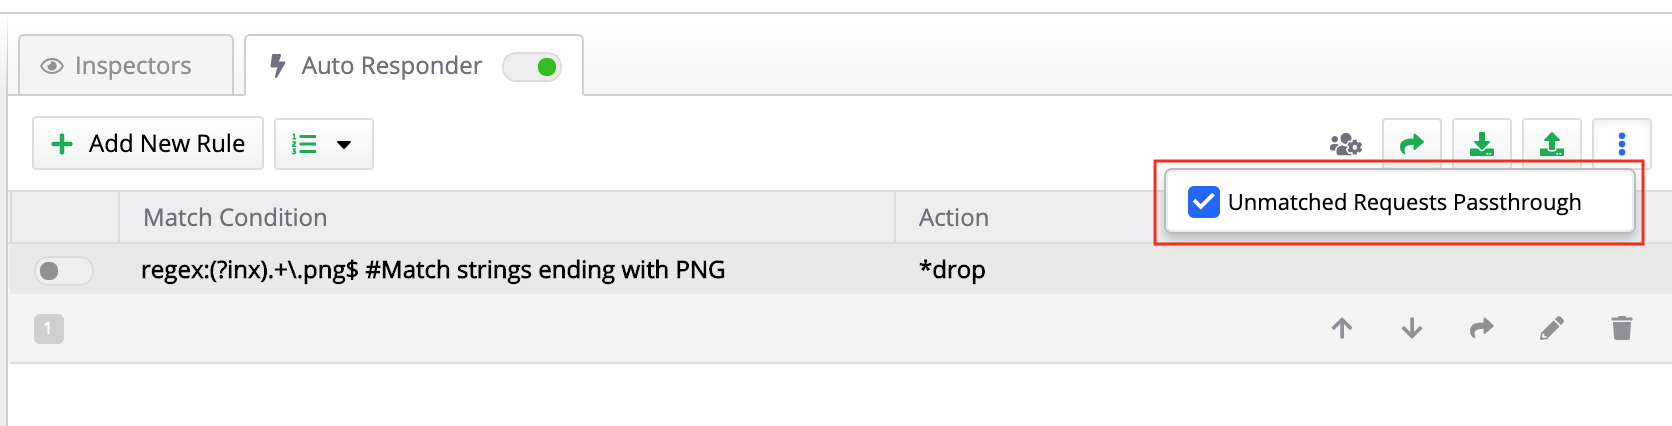 Inspectors
Auto Responder
Add New Rule
Unmatched Requests Passthrough
Match Condition
Action
regex:(?inx).+\.png$ #Match strings ending with PNG
*drop
1